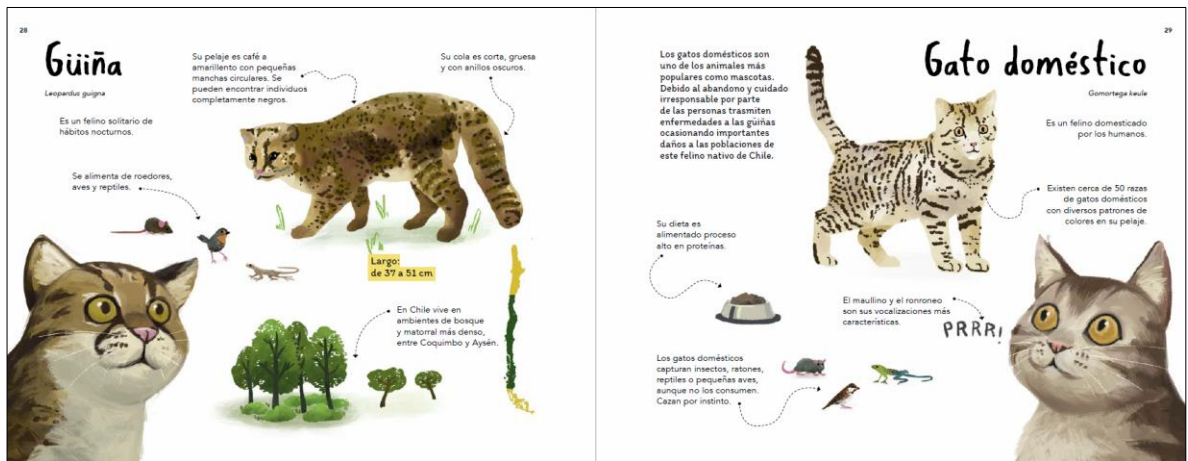 28
Güiña
Leopardus guigna
Es un felino solitario de
hábitos nocturnos.
Su pelaje es café a
amarillento con pequeñas
manchas circulares. Se
pueden encontrar individuos
completamente negros.
Su cola es corta, gruesa
y con anillos oscuros.
Se alimenta de roedores,
aves y reptiles.
Largo:
de 37 a 51 cm
En Chile vive en
ambientes de bosque
y matorral más denso,
entre Coquimbo y Aysén.
29
Gato doméstico
Gomortega keule
Los gatos domésticos son
uno de los animales más
populares como mascotas.
Debido al abandono y cuidado
irresponsable por parte
de las personas trasmiten
enfermedades a las güiñas
ocasionando importantes
daños a las poblaciones de
este felino nativo de Chile.
Es un felino domesticado
por los humanos.
Existen cerca de 50 razas
de gatos domésticos
con diversos patrones de
colores en su pelaje.
Su dieta es
alimentado proceso
alto en proteínas.
El maullino y el ronroneo
son sus vocalizaciones más
características.
PRRR!
Los gatos domésticos
capturan insectos, ratones,
reptiles o pequeñas aves,
aunque no los consumen.
Cazan por instinto.